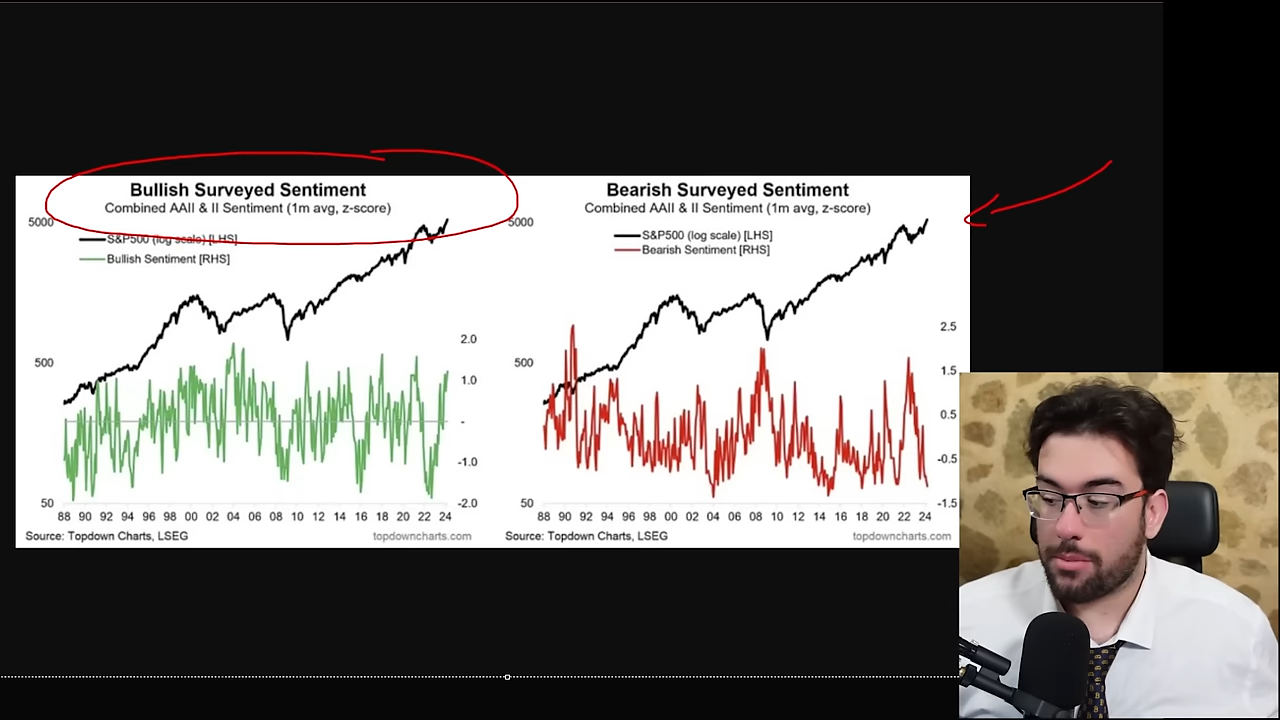 Bullish Surveyed Sentiment
Combined AAII & II Sentiment (1m avg, z-score)
5000
S&P500 (log scale) [LHS]
Bullish Sentiment [RHS]
2.0
500
1.0
-
-1.0
50
-2.0
88 90 92 94 96 98 00 02 04 06 08 10 12 14 16 18 20 22 24
Source: Topdown Charts, LSEG
topdowncharts.com
Bearish Surveyed Sentiment
Combined AAII & II Sentiment (1m avg, z-score)
5000
S&P500 (log scale) [LHS]
Bearish Sentiment [RHS]
2.5
500
1.5
0.5
-0.5
50
-1.5
88 90 92 94 96 98 00 02 04 06 08 10 12 14 16 18 20 22 24
Source: Topdown Charts, LSEG
topdowncharts.com